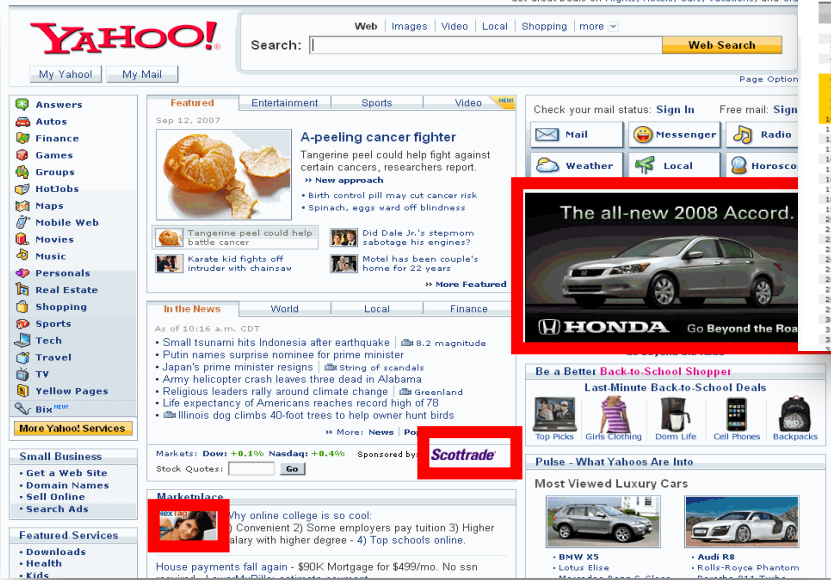 YAHOO!
Web | Images | Video | Local | Shopping | more
Search:
Web Search
My Yahoo!
My Mail
Page Option
Answers
Autos
Finance
Games
Groups
HotJobs
Maps
Mobile Web
Movies
Music
Personals
Real Estate
Shopping
Sports
Tech
Travel
TV
Yellow Pages
Bix NEW!
More Yahoo! Services
Small Business
• Get a Web Site
• Domain Names
• Sell Online
• Search Ads
Featured Services
• Downloads
• Health
• Kids
Featured
Entertainment
Sports
Video
NEW!
Sep 12, 2007
A-peeling cancer fighter
Tangerine peel could help fight against
certain cancers, researchers report.
» New approach
• Birth control pill may cut cancer risk
• Spinach, eggs ward off blindness
Tangerine peel could help
battle cancer
Did Dale Jr.'s stepmom
sabotage his engines?
Karate kid fights off
intruder with chainsaw
Motel has been couple's
home for 22 years
» More Featured
In the News
World
Local
Finance
As of 10:16 a.m. CDT
• Small tsunami hits Indonesia after earthquake | 8.2 magnitude
• Putin names surprise nominee for prime minister
• Japan's prime minister resigns | String of scandals
• Army helicopter crash leaves three dead in Alabama
• Religious leaders rally around climate change | Greenland
• Life expectancy of Americans reaches record high of 78
• Illinois dog climbs 40-foot trees to help owner hunt birds
» More: News | Pop
Markets: Dow: +0.1% Nasdaq: +0.4% Sponsored by:
Scottrade
Stock Quotes:
Go
Marketplace
NexTag
Why online college is so cool:
1) Convenient 2) Some employers pay tuition 3) Higher
salary with higher degree - 4) Top schools online.
House payments fall again - $90K Mortgage for $499/mo. No ssn
Check your mail status: Sign In
Free mail: Sign
Mail
Messenger
Radio
Weather
Local
Horosco
The all-new 2008 Accord.
HONDA
Go Beyond the Roa
Be a Better Back-to-School Shopper
Last-Minute Back-to-School Deals
Top Picks
Girls Clothing
Dorm Life
Cell Phones
Backpacks
Pulse - What Yahoos Are Into
Most Viewed Luxury Cars
• BMW X5
• Lotus Elise
• Audi R8
• Rolls-Royce Phantom